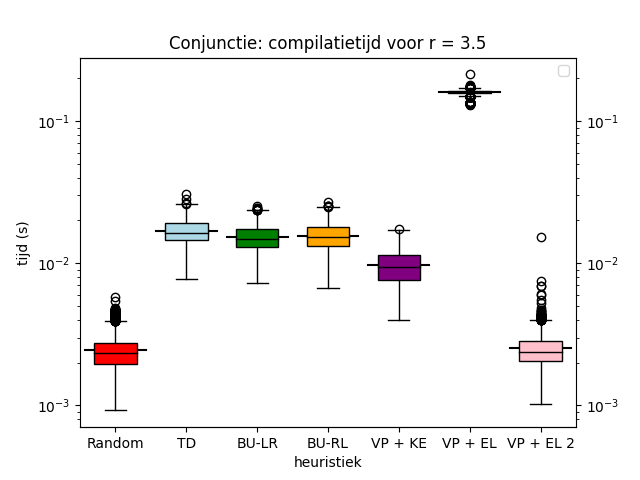 Conjunctie: compilatietijd voor r = 3.5
tijd (s)
10⁻¹ 10⁻¹
10⁻² 10⁻²
10⁻³ 10⁻³
Random TD BU-LR BU-RL VP + KE VP + EL VP + EL 2
heuristiek